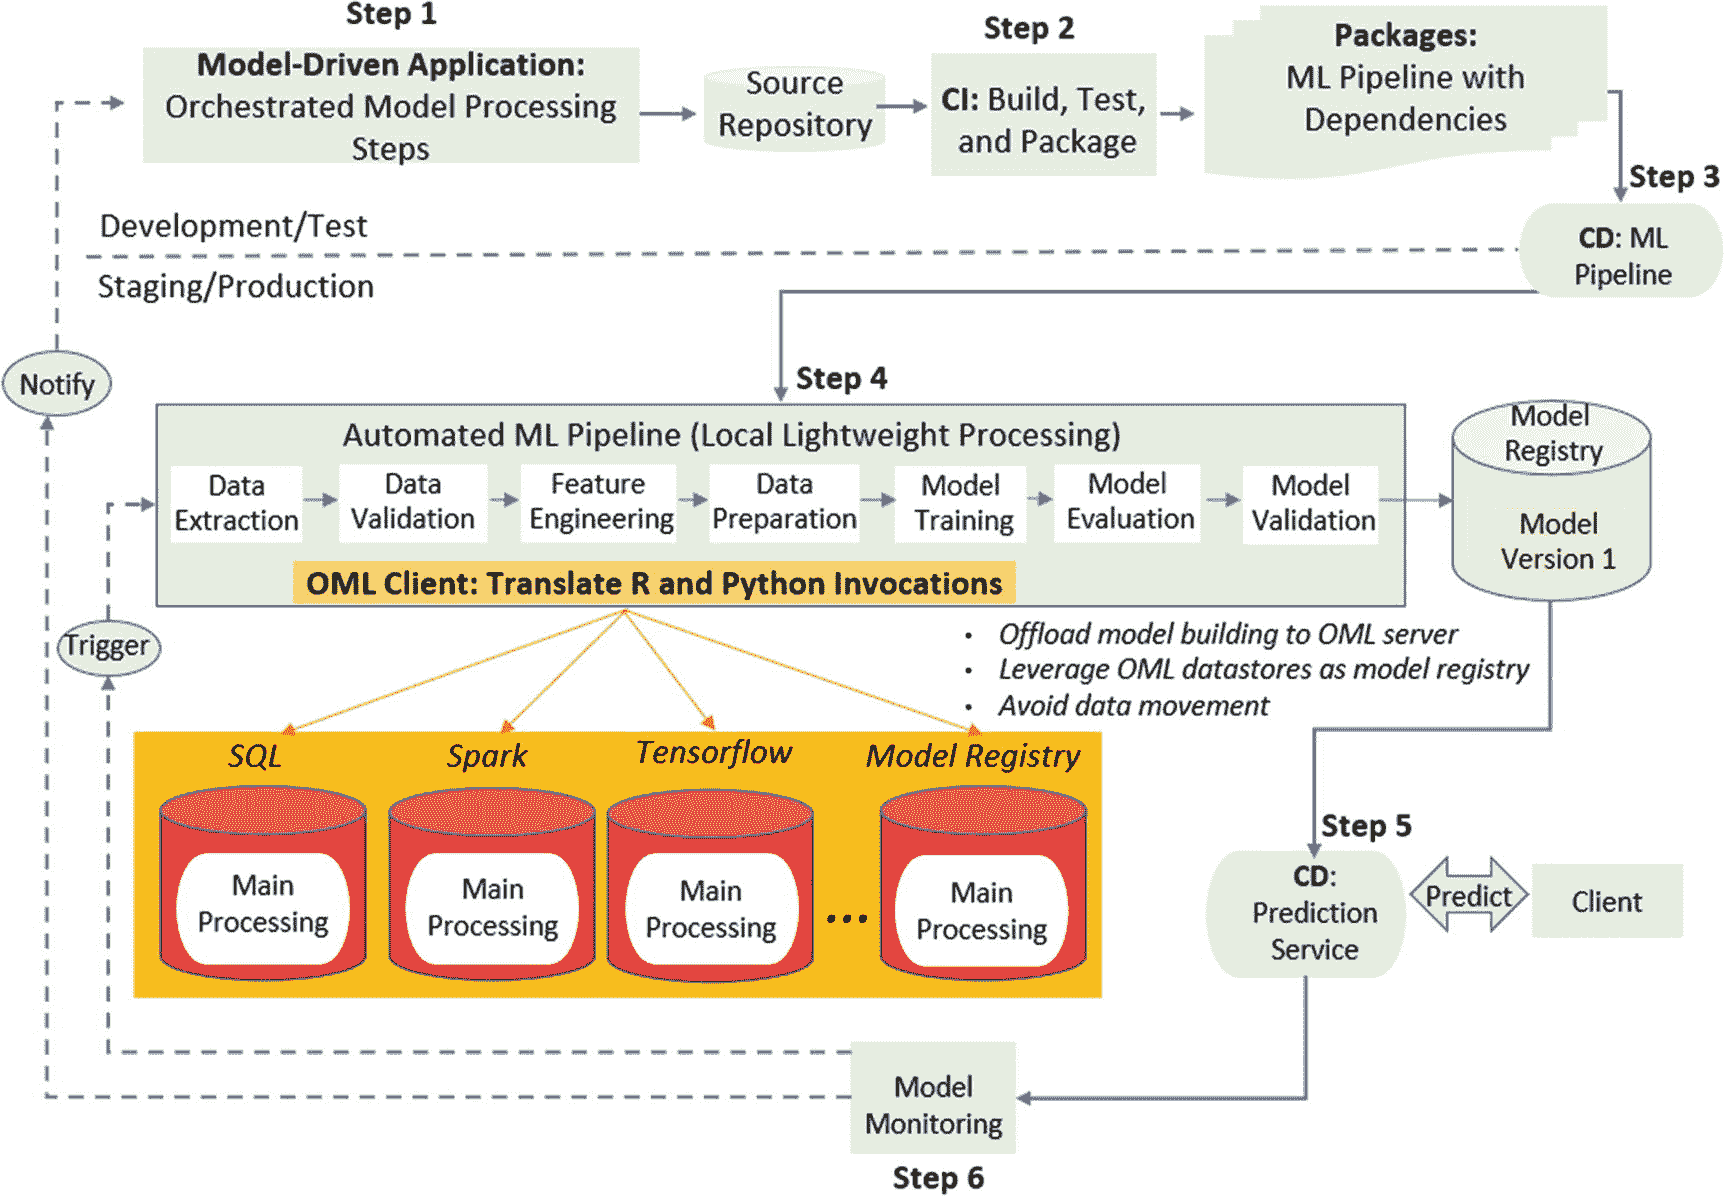 Step 1
Model-Driven Application:
Orchestrated Model Processing
Steps
Source
Repository
Step 2
CI: Build, Test,
and Package
Packages:
ML Pipeline with
Dependencies
Step 3
CD: ML
Pipeline
Development/Test
Staging/Production
Notify
Step 4
Automated ML Pipeline (Local Lightweight Processing)
Data
Extraction
Data
Validation
Feature
Engineering
Data
Preparation
Model
Training
Model
Evaluation
Model
Validation
Model
Registry
Model
Version 1
OML Client: Translate R and Python Invocations
Trigger
• Offload model building to OML server
• Leverage OML datastores as model registry
• Avoid data movement
SQL
Spark
Tensorflow
Model Registry
Main
Processing
Main
Processing
Main
Processing
...
Main
Processing
Step 5
CD:
Prediction
Service
Predict
Client
Model
Monitoring
Step 6